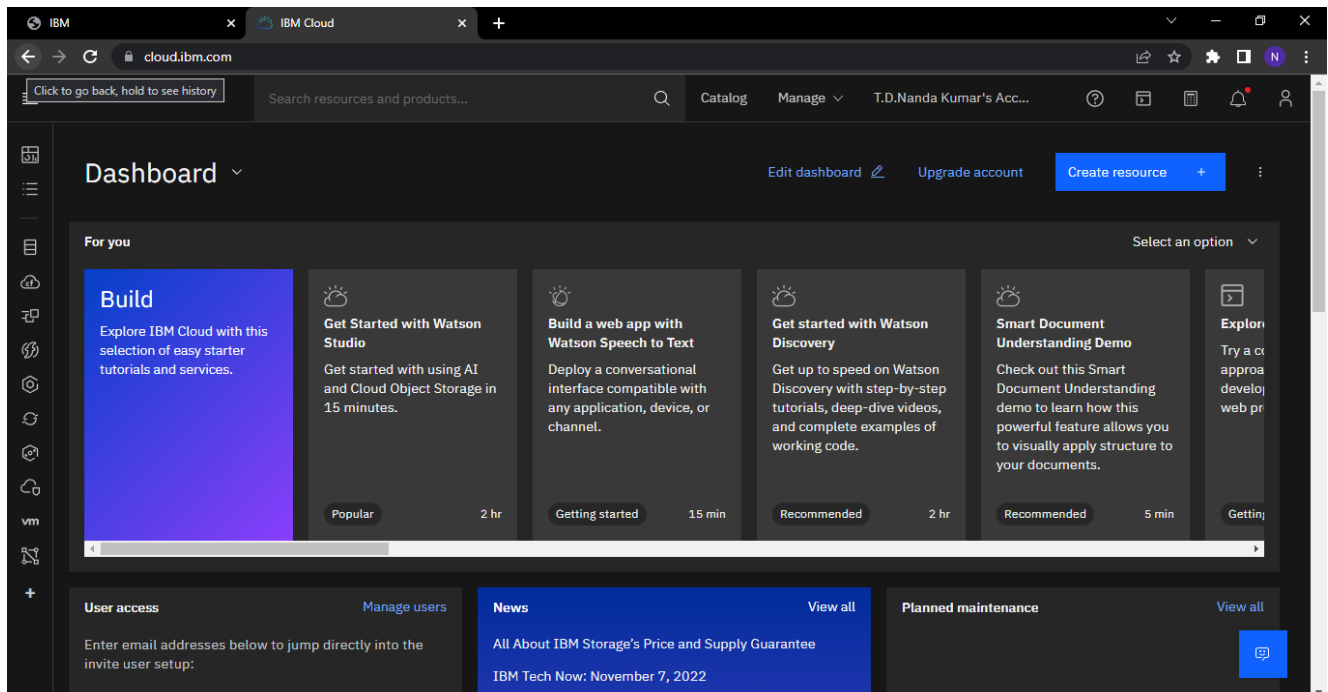 IBM
IBM Cloud
cloud.ibm.com
N
Click to go back, hold to see history
Search resources and products...
Catalog
Manage
T.D.Nanda Kumar's Acc...
Dashboard
Edit dashboard
Upgrade account
Create resource +
For you
Select an option
Build
Explore IBM Cloud with this
selection of easy starter
tutorials and services.
Get Started with Watson
Studio
Get started with using AI
and Cloud Object Storage in
15 minutes.
Popular
2 hr
Build a web app with
Watson Speech to Text
Deploy a conversational
interface compatible with
any application, device, or
channel.
Getting started
15 min
Get started with Watson
Discovery
Get up to speed on Watson
Discovery with step-by-step
tutorials, deep-dive videos,
and complete examples of
working code.
Recommended
2 hr
Smart Document
Understanding Demo
Check out this Smart
Document Understanding
demo to learn how this
powerful feature allows you
to visually apply structure to
your documents.
Recommended
5 min
Try a
vm
User access
Manage users
Enter email addresses below to jump directly into the
invite user setup:
News
View all
All About IBM Storage's Price and Supply Guarantee
IBM Tech Now: November 7, 2022
Planned maintenance
View all